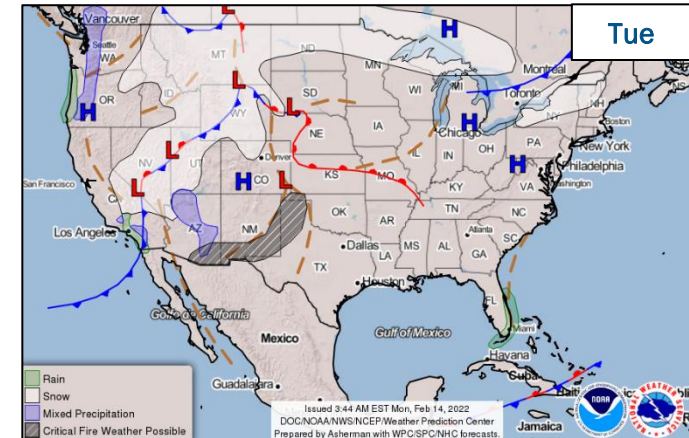 Tue
Vancouver
Seattle
WA
MT
ND
MN
Montreal
OR
ID
WY
SD
WI
MI
Toronto
NY
NH
Boston
NE
IA
Chicago
IL
IN
OH
PA
New York
Philadelphia
NV
UT
Denver
CO
KS
MO
KY
VA
Washington
San Francisco
CA
Los Angeles
AZ
NM
OK
AR
TN
NC
Atlanta
SC
Dallas
LA
MS
AL
GA
TX
Houston
FL
Miami
Golfo de California
Mexico
Gulf of Mexico
Havana
Cuba
Guadalajara
Jamaica
H
H
H
H
H
L
L
L
L
L
L
L
Rain
Snow
Mixed Precipitation
Critical Fire Weather Possible
Issued 3:44 AM EST Mon, Feb 14, 2022
DOC/NOAA/NWS/NCEP/Weather Prediction Center
Prepared by Asherman with WPC/SPC/NHC forecasts.
NOAA